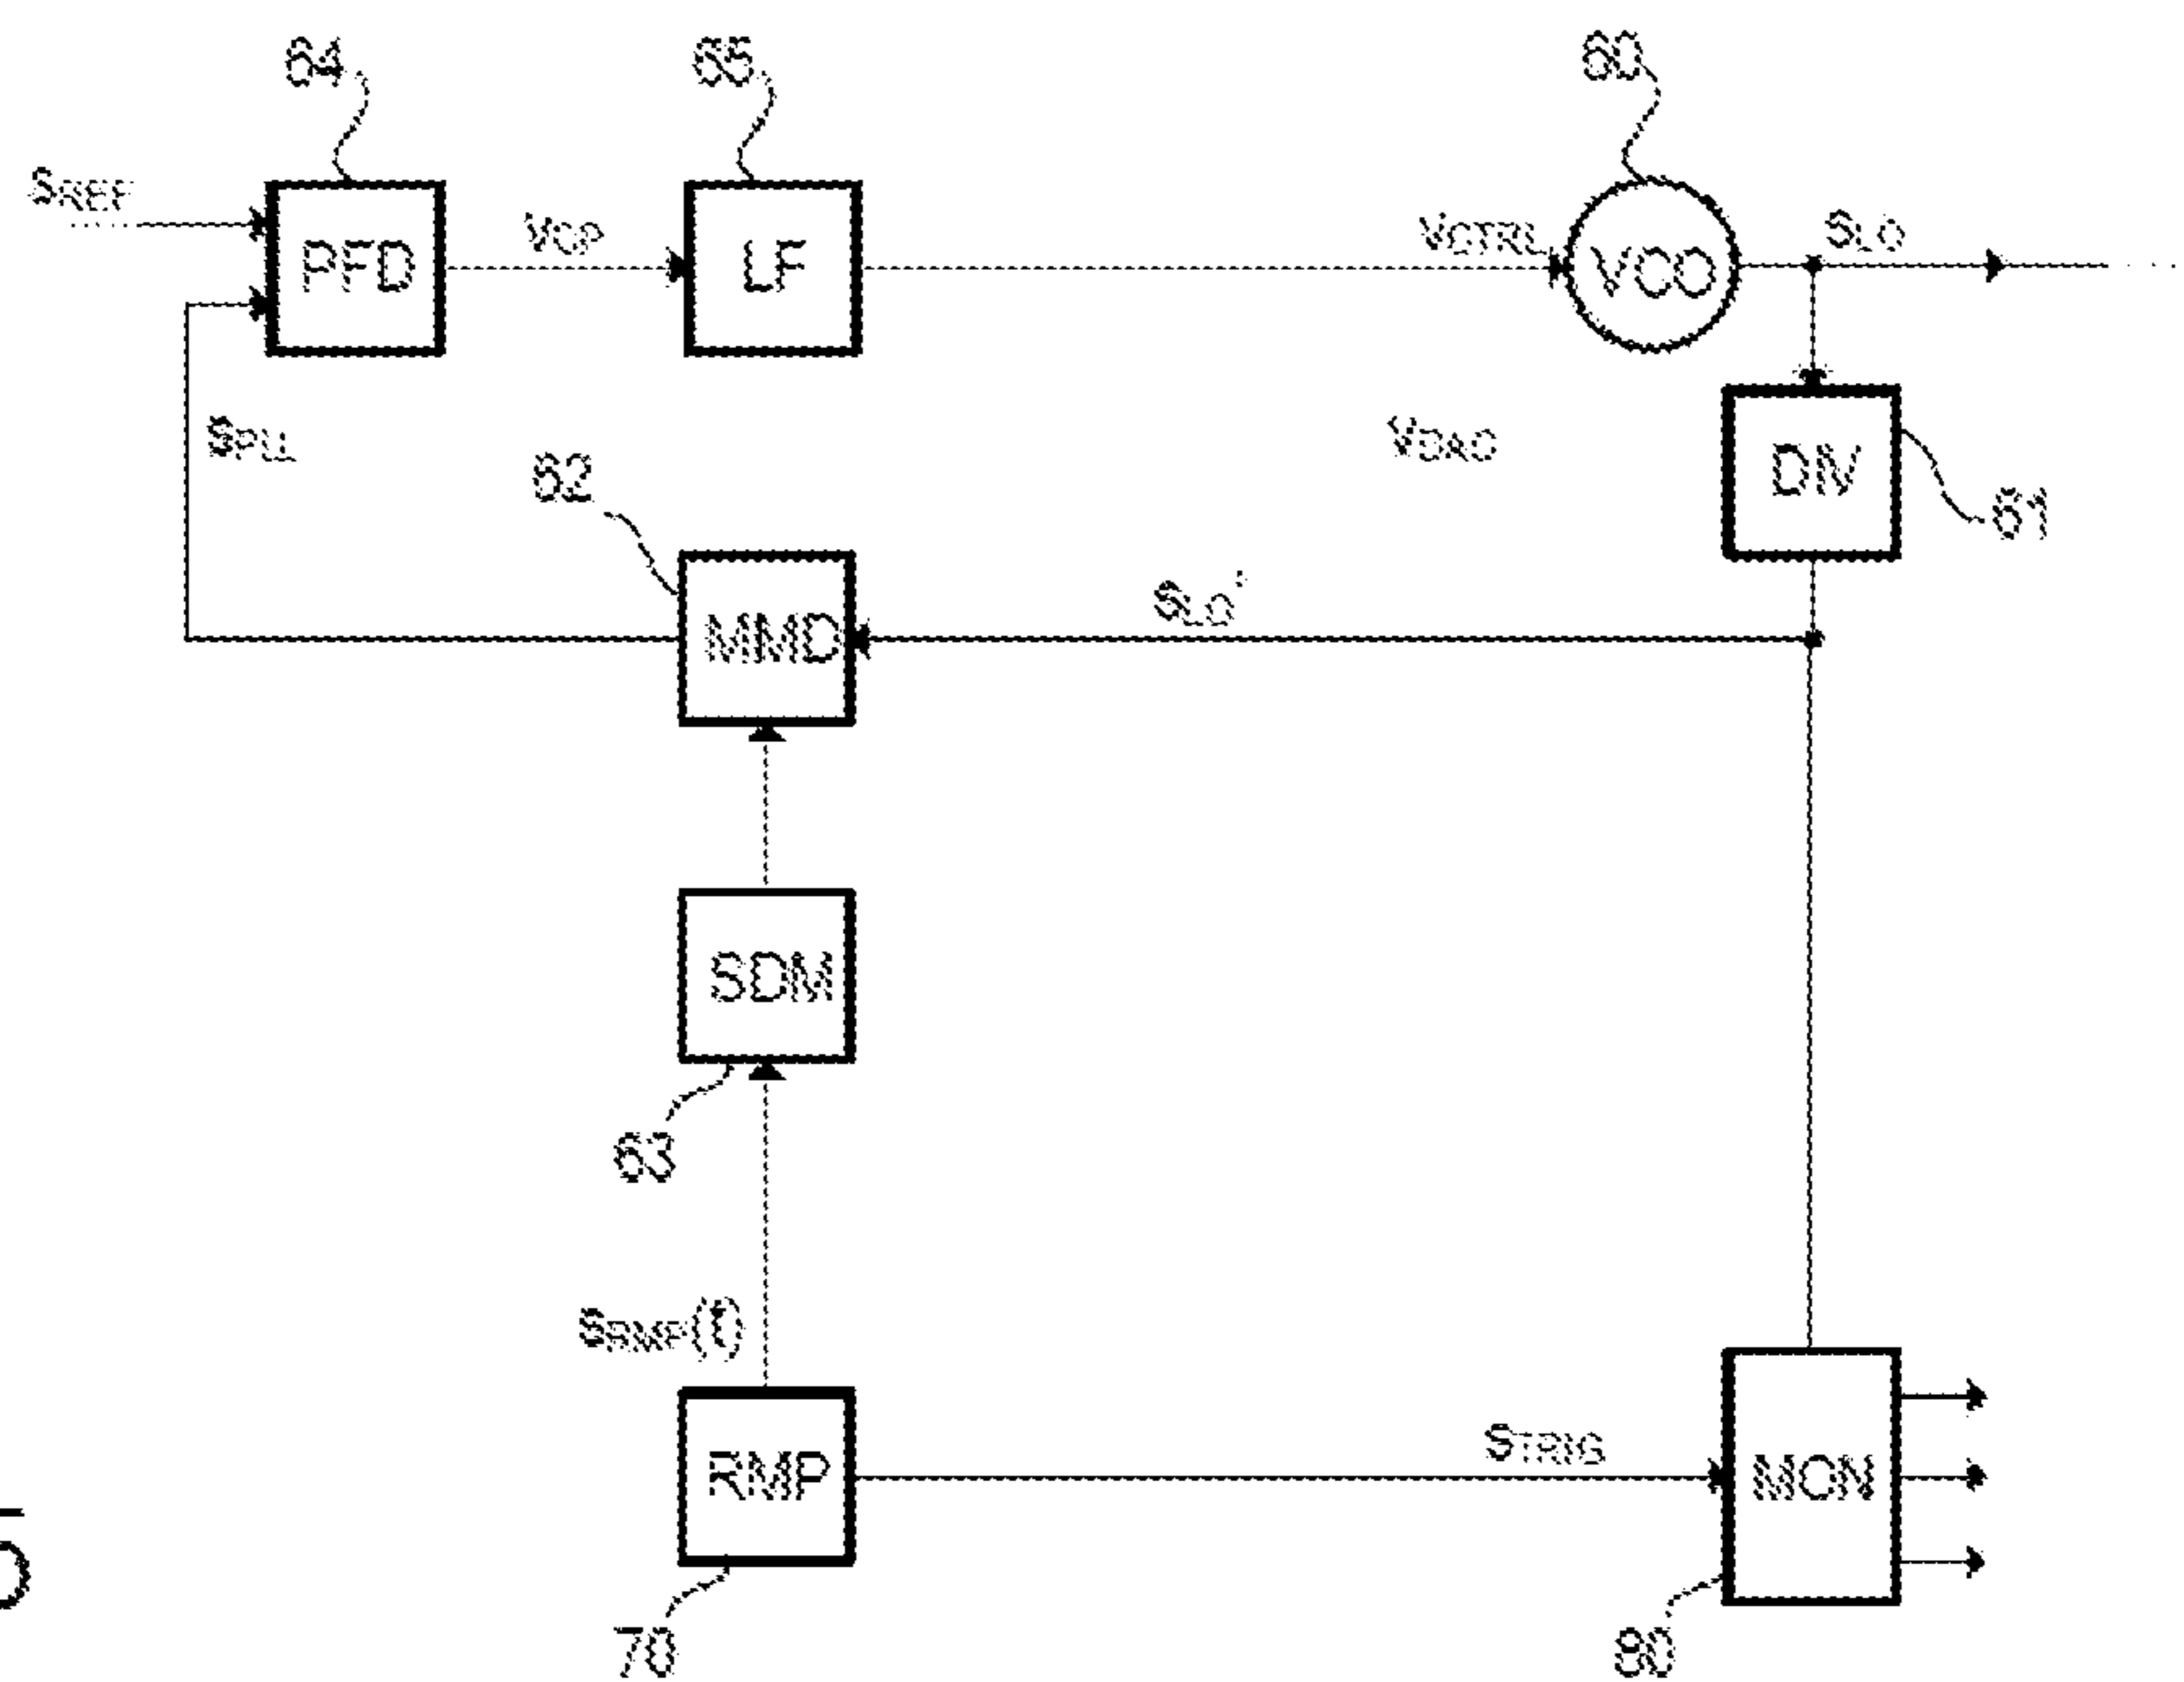 64
65
60
SREF
PFD
VCP
LF
VCTRL
VCO
SLO
SPLL
62
VDAC
DIV
61
MMD
SLO'
SDM
63
SRMP(t)
RMP
STRIG
MON
5
70
90